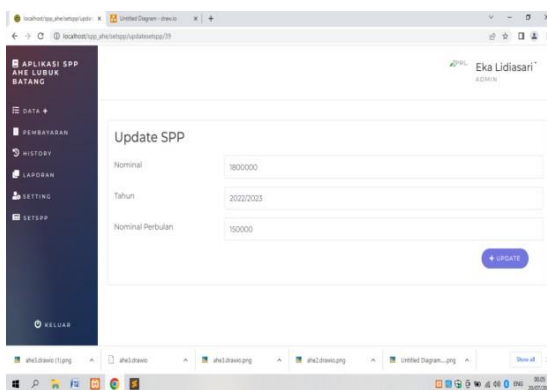 localhost/spp_ahe/setspp/updat
Untitled Diagram - draw.io
localhost/spp_ahe/setspp/updatesetspp/39
APLIKASI SPP
AHE LUBUK
BATANG
Eka Lidiasari
ADMIN
DATA +
PEMBAYARAN
HISTORY
LAPORAN
SETTING
SETSPP
KELUAR
Update SPP
Nominal
1800000
Tahun
2022/2023
Nominal Perbulan
150000
+ UPDATE
ahe3.drawio (1).png
ahe3.drawio
ahe3.drawio.png
ahe2.drawio.png
Untitled Diagram....png
Show all
ENG